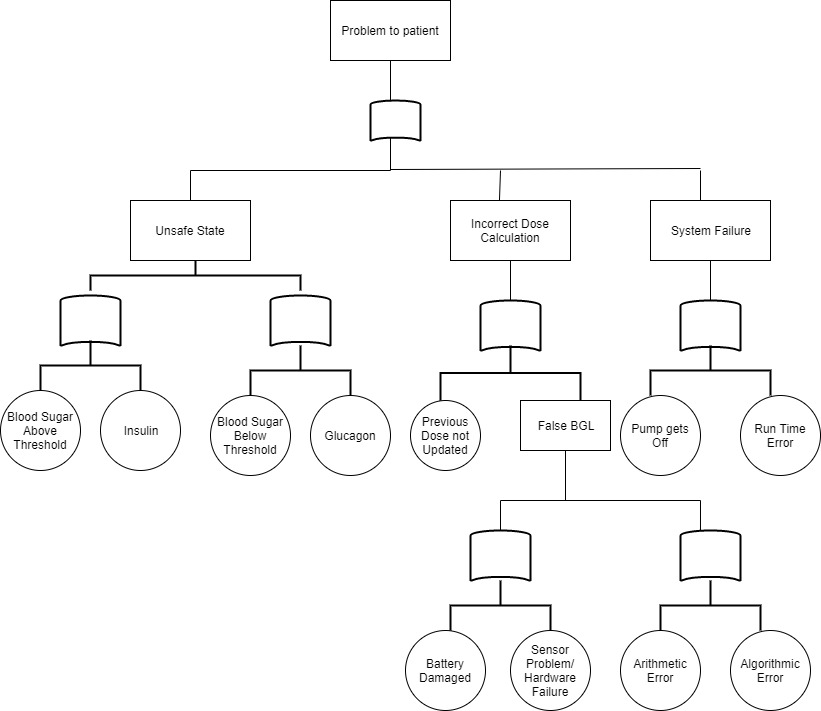 Problem to patient
Unsafe State
Incorrect Dose
Calculation
System Failure
Blood Sugar
Above
Threshold
Insulin
Blood Sugar
Below
Threshold
Glucagon
Previous
Dose not
Updated
False BGL
Pump gets
Off
Run Time
Error
Battery
Damaged
Sensor
Problem/
Hardware
Failure
Arithmetic
Error
Algorithmic
Error